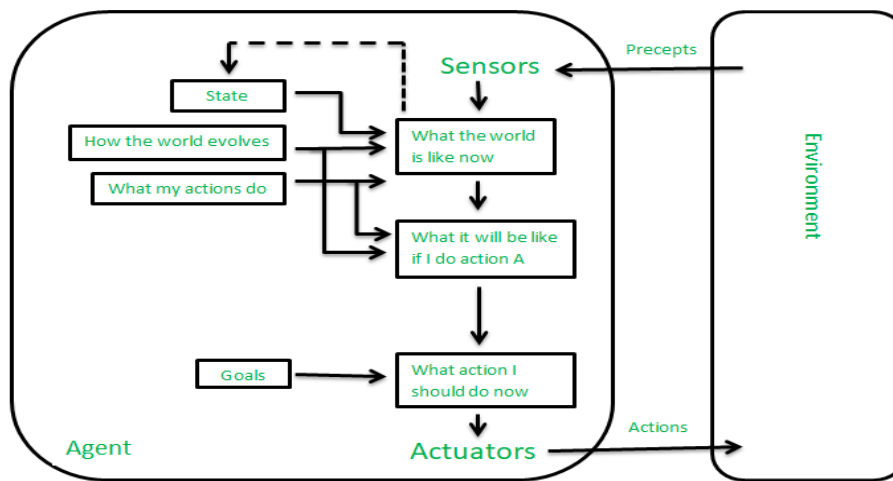 Precepts
Sensors
State
How the world evolves
What the world
is like now
What my actions do
What it will be like
if I do action A
Environment
Goals
What action I
should do now
Agent
Actuators
Actions